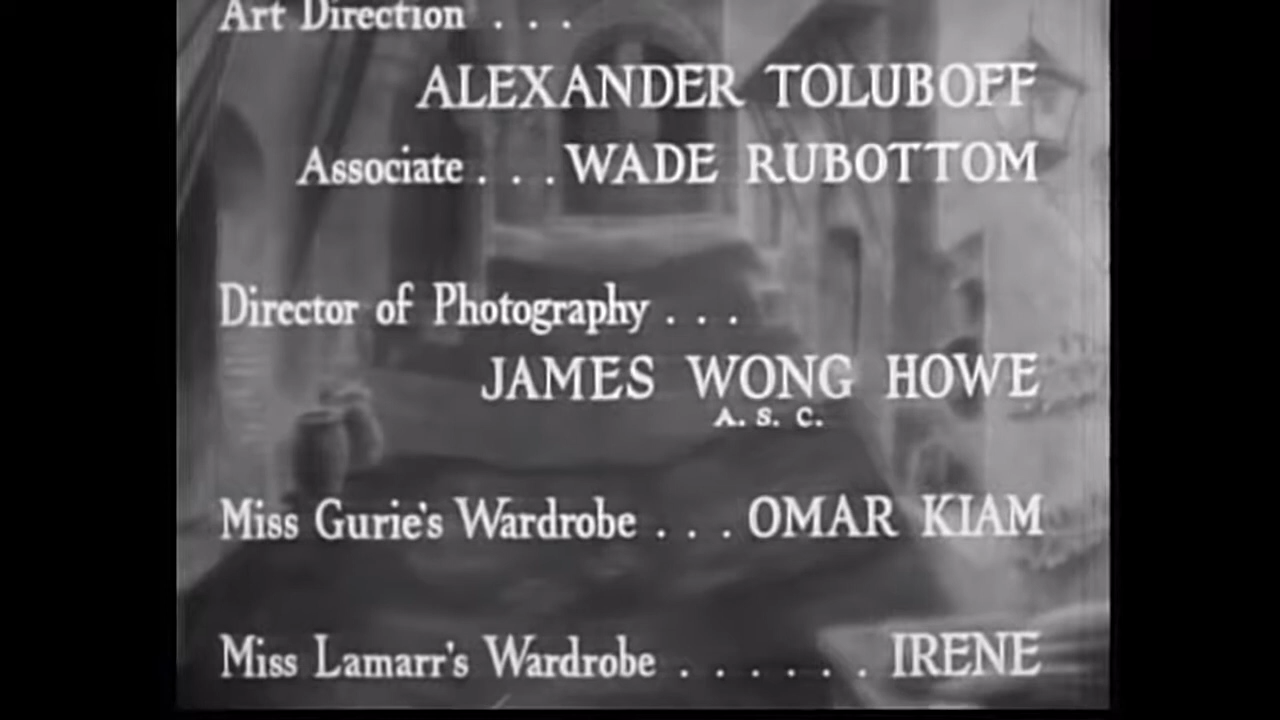 Art Direction . . .
ALEXANDER TOLUBOFF
Associate . . . WADE RUBOTTOM
Director of Photography . . .
JAMES WONG HOWE
A. S. C.
Miss Gurie's Wardrobe . . . OMAR KIAM
Miss Lamarr's Wardrobe . . . . . . IRENE